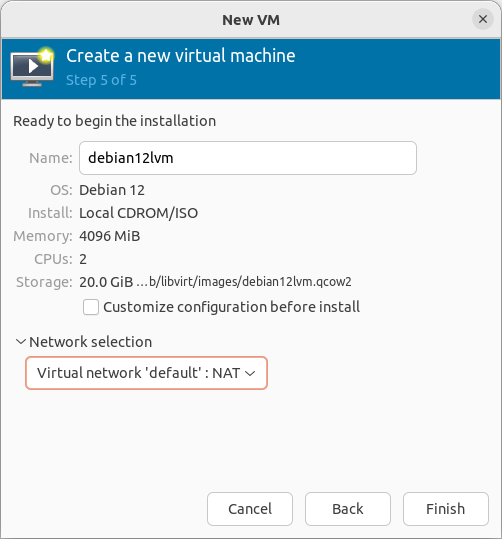 New VM
Create a new virtual machine
Step 5 of 5
Ready to begin the installation
Name: debian12lvm
OS: Debian 12
Install: Local CDROM/ISO
Memory: 4096 MiB
CPUs: 2
Storage: 20.0 GiB ...b/libvirt/images/debian12lvm.qcow2
Customize configuration before install
Network selection
Virtual network 'default' : NAT
Cancel Back Finish